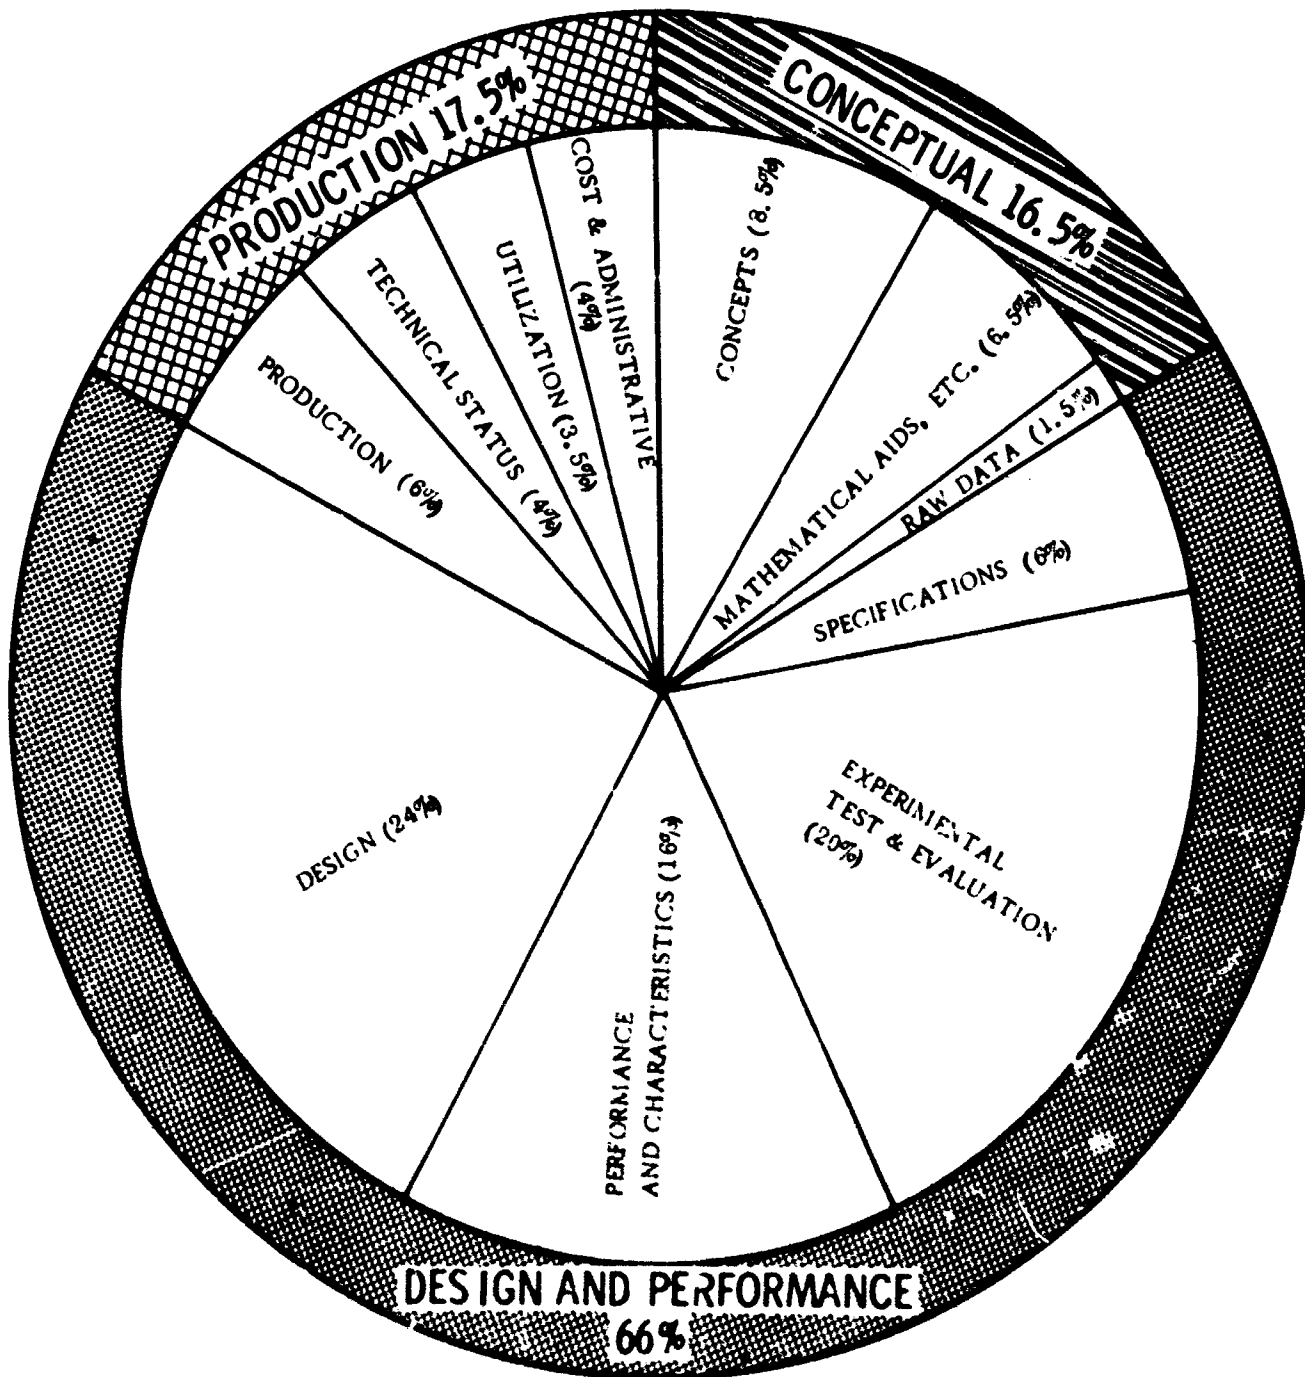 PRODUCTION 17.5%
CONCEPTUAL 16.5%
COST & ADMINISTRATIVE
(4%)
UTILIZATION (3.5%)
TECHNICAL STATUS (4%)
PRODUCTION (6%)
CONCEPTS (8.5%)
MATHEMATICAL AIDS, ETC. (6.5%)
RAW DATA (1.5%)
SPECIFICATIONS (6%)
EXPERIMENTAL
TEST & EVALUATION
(20%)
PERFORMANCE
AND CHARACTERISTICS (16%)
DESIGN (24%)
DESIGN AND PERFORMANCE
66%